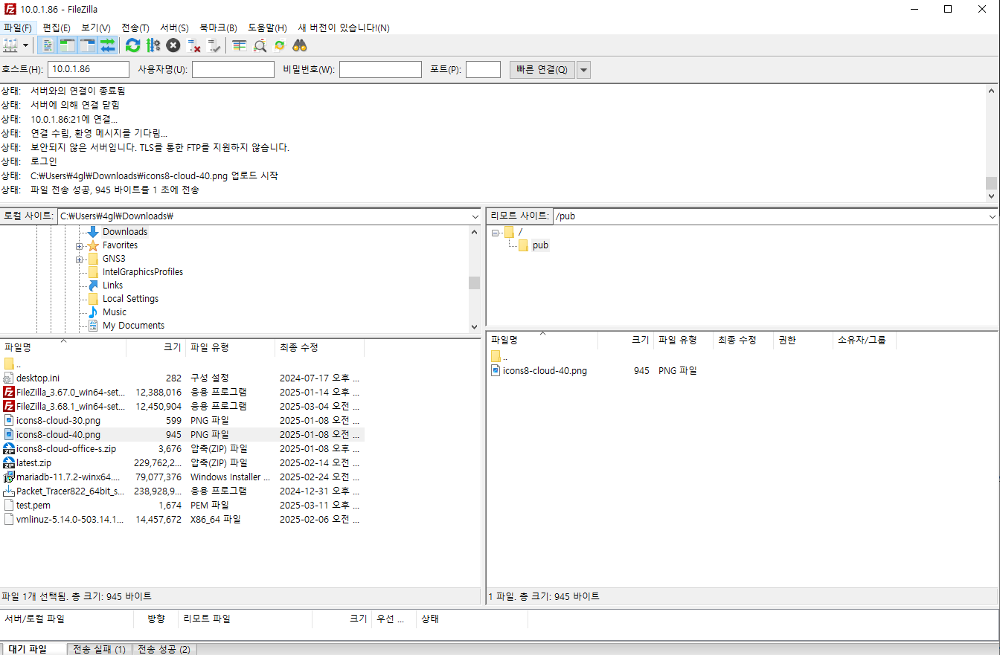 10.0.1.86 - FileZilla
파일(F) 편집(E) 보기(V) 전송(T) 서버(S) 북마크(B) 도움말(H) 새 버전이 있습니다!(N)
호스트(H): 10.0.1.86 사용자명(U): 비밀번호(W): 포트(P): 빠른 연결(Q)
상태: 서버와의 연결이 종료됨
상태: 서버에 의해 연결 닫힘
상태: 10.0.1.86:21에 연결...
상태: 연결 수립, 환영 메시지를 기다림...
상태: 보안되지 않은 서버입니다. TLS를 통한 FTP를 지원하지 않습니다.
상태: 로그인
상태: C:₩Users₩4gl₩Downloads₩icons8-cloud-40.png 업로드 시작
상태: 파일 전송 성공, 945 바이트를 1 초에 전송
로컬 사이트: C:₩Users₩4gl₩Downloads₩
Downloads
Favorites
GNS3
IntelGraphicsProfiles
Links
Local Settings
Music
My Documents
파일명 크기 파일 유형 최종 수정
..
desktop.ini 282 구성 설정 2024-07-17 오후 ...
FileZilla_3.67.0_win64-set... 12,388,016 응용 프로그램 2025-01-14 오후 ...
FileZilla_3.68.1_win64-set... 12,450,904 응용 프로그램 2025-03-04 오전 ...
icons8-cloud-30.png 599 PNG 파일 2025-01-08 오전 ...
icons8-cloud-40.png 945 PNG 파일 2025-01-08 오전 ...
icons8-cloud-office-s.zip 3,676 압축(ZIP) 파일 2025-01-08 오후 ...
latest.zip 229,762,2... 압축(ZIP) 파일 2025-02-14 오후 ...
mariadb-11.7.2-winx64.... 79,077,376 Windows Installer ... 2025-02-24 오전 ...
Packet_Tracer822_64bit_s... 238,928,9... 응용 프로그램 2024-12-31 오후 ...
test.pem 1,674 PEM 파일 2025-03-11 오후 ...
vmlinuz-5.14.0-503.14.1... 14,457,672 X86_64 파일 2025-02-06 오전 ...
파일 1개 선택됨. 총 크기: 945 바이트
리모트 사이트: /pub
/
pub
파일명 크기 파일 유형 최종 수정 권한 소유자/그룹
..
icons8-cloud-40.png 945 PNG 파일
1 파일. 총 크기: 945 바이트
서버/로컬 파일 방향 리모트 파일 크기 우선 ... 상태
대기 파일 전송 실패 (1) 전송 성공 (2)